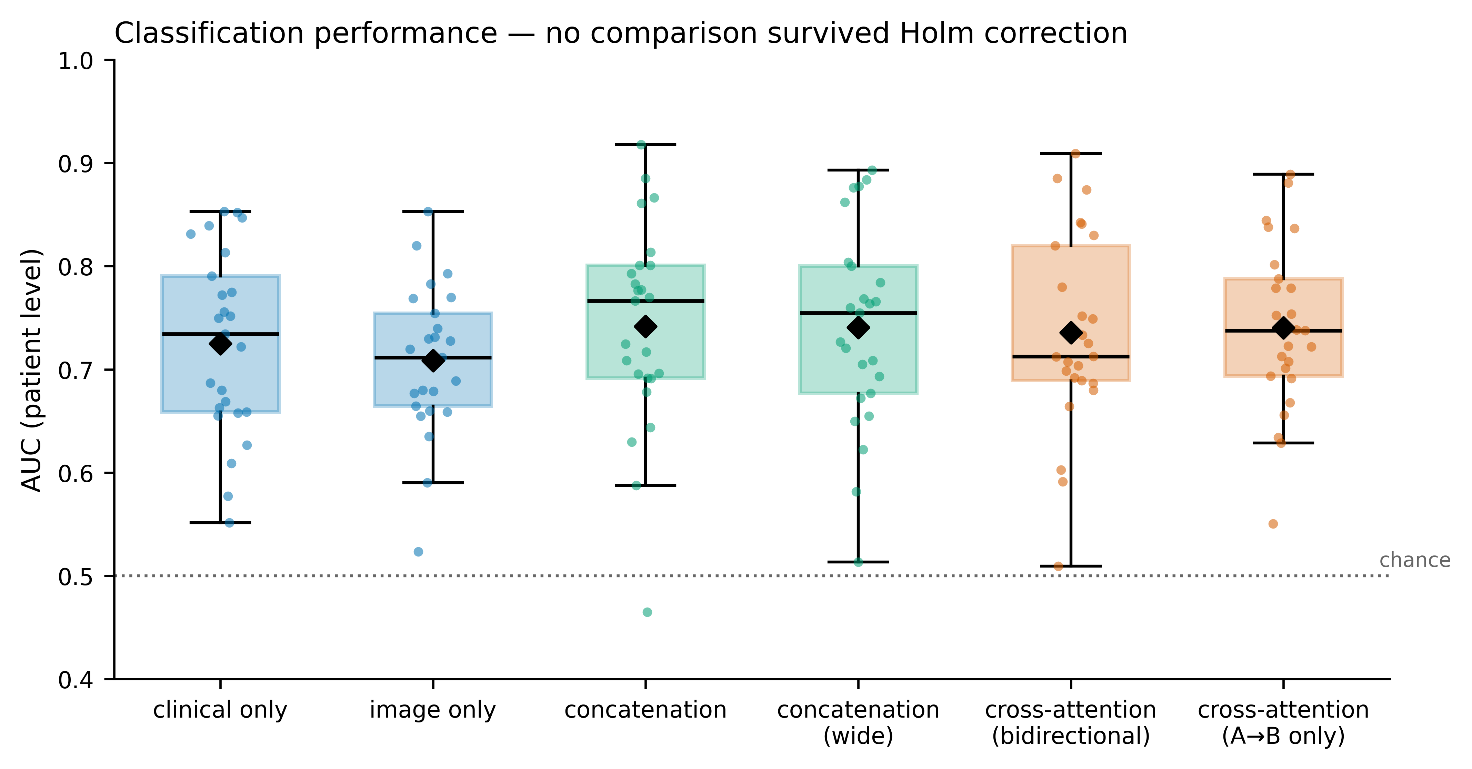 Classification performance — no comparison survived Holm correction
AUC (patient level)
1.0
0.9
0.8
0.7
0.6
0.5
0.4
chance
clinical only
image only
concatenation
concatenation
(wide)
cross-attention
(bidirectional)
cross-attention
(A→B only)